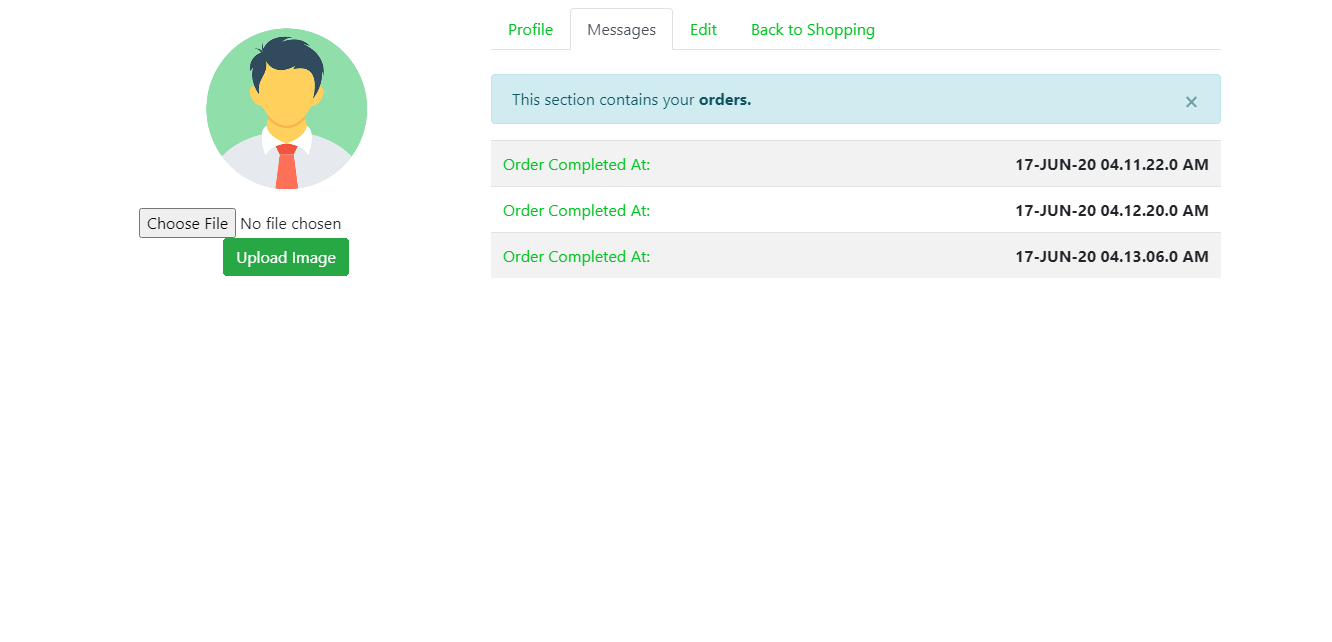 Profile Messages Edit Back to Shopping
This section contains your orders. ×
Order Completed At: 17-JUN-20 04.11.22.0 AM
Order Completed At: 17-JUN-20 04.12.20.0 AM
Order Completed At: 17-JUN-20 04.13.06.0 AM
Choose File No file chosen
Upload Image